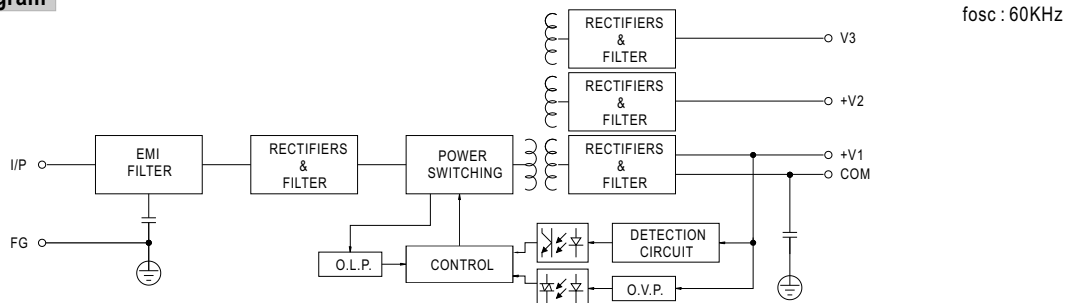 fosc : 60KHz
RECTIFIERS
&
FILTER
V3
RECTIFIERS
&
FILTER
+V2
I/P
EMI
FILTER
RECTIFIERS
&
FILTER
POWER
SWITCHING
RECTIFIERS
&
FILTER
+V1
COM
FG
O.L.P.
CONTROL
DETECTION
CIRCUIT
O.V.P.